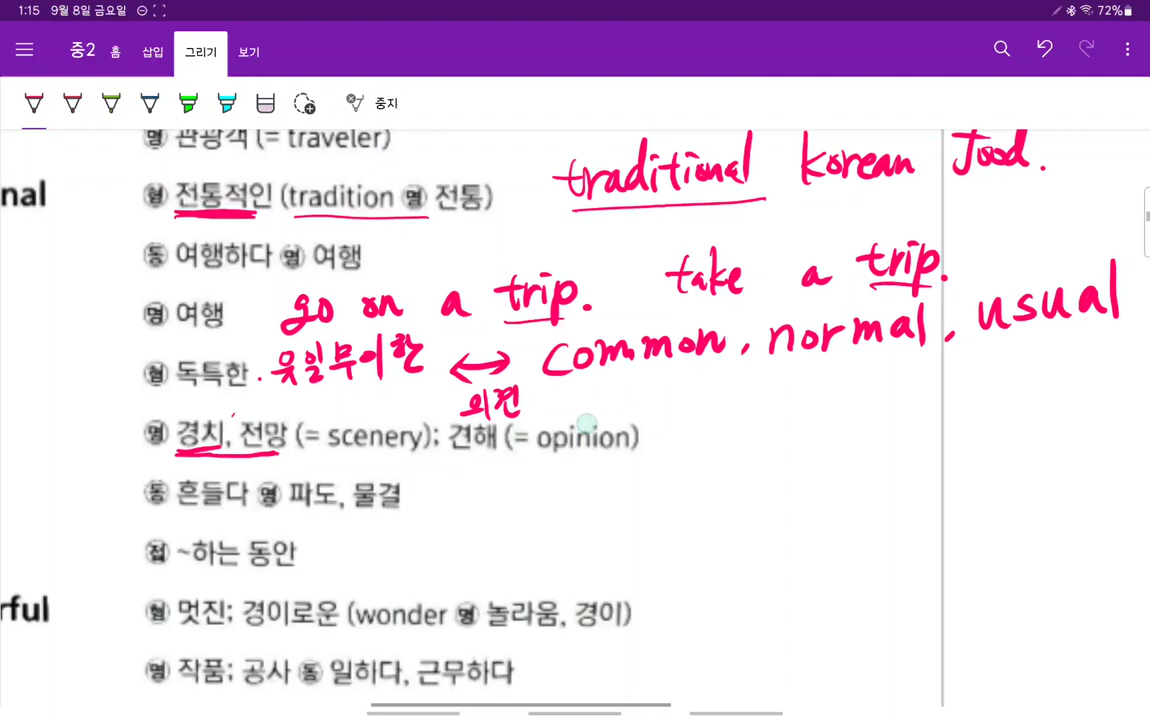 1:15 9월 8일 금요일 72%
중2 홈 삽입 그리기 보기
중지
명 관광객 (= traveler)
traditional korean food.
nal 형 전통적인 (tradition 명 전통)
동 여행하다 명 여행
go on a trip. take a trip.
명 여행
형 독특한. 유일무이한 ↔ common, normal, usual
의견
명 경치, 전망 (= scenery); 견해 (= opinion)
동 흔들다 명 파도, 물결
접 ~하는 동안
rful 형 멋진; 경이로운 (wonder 명 놀라움, 경이)
명 작품; 공사 동 일하다, 근무하다